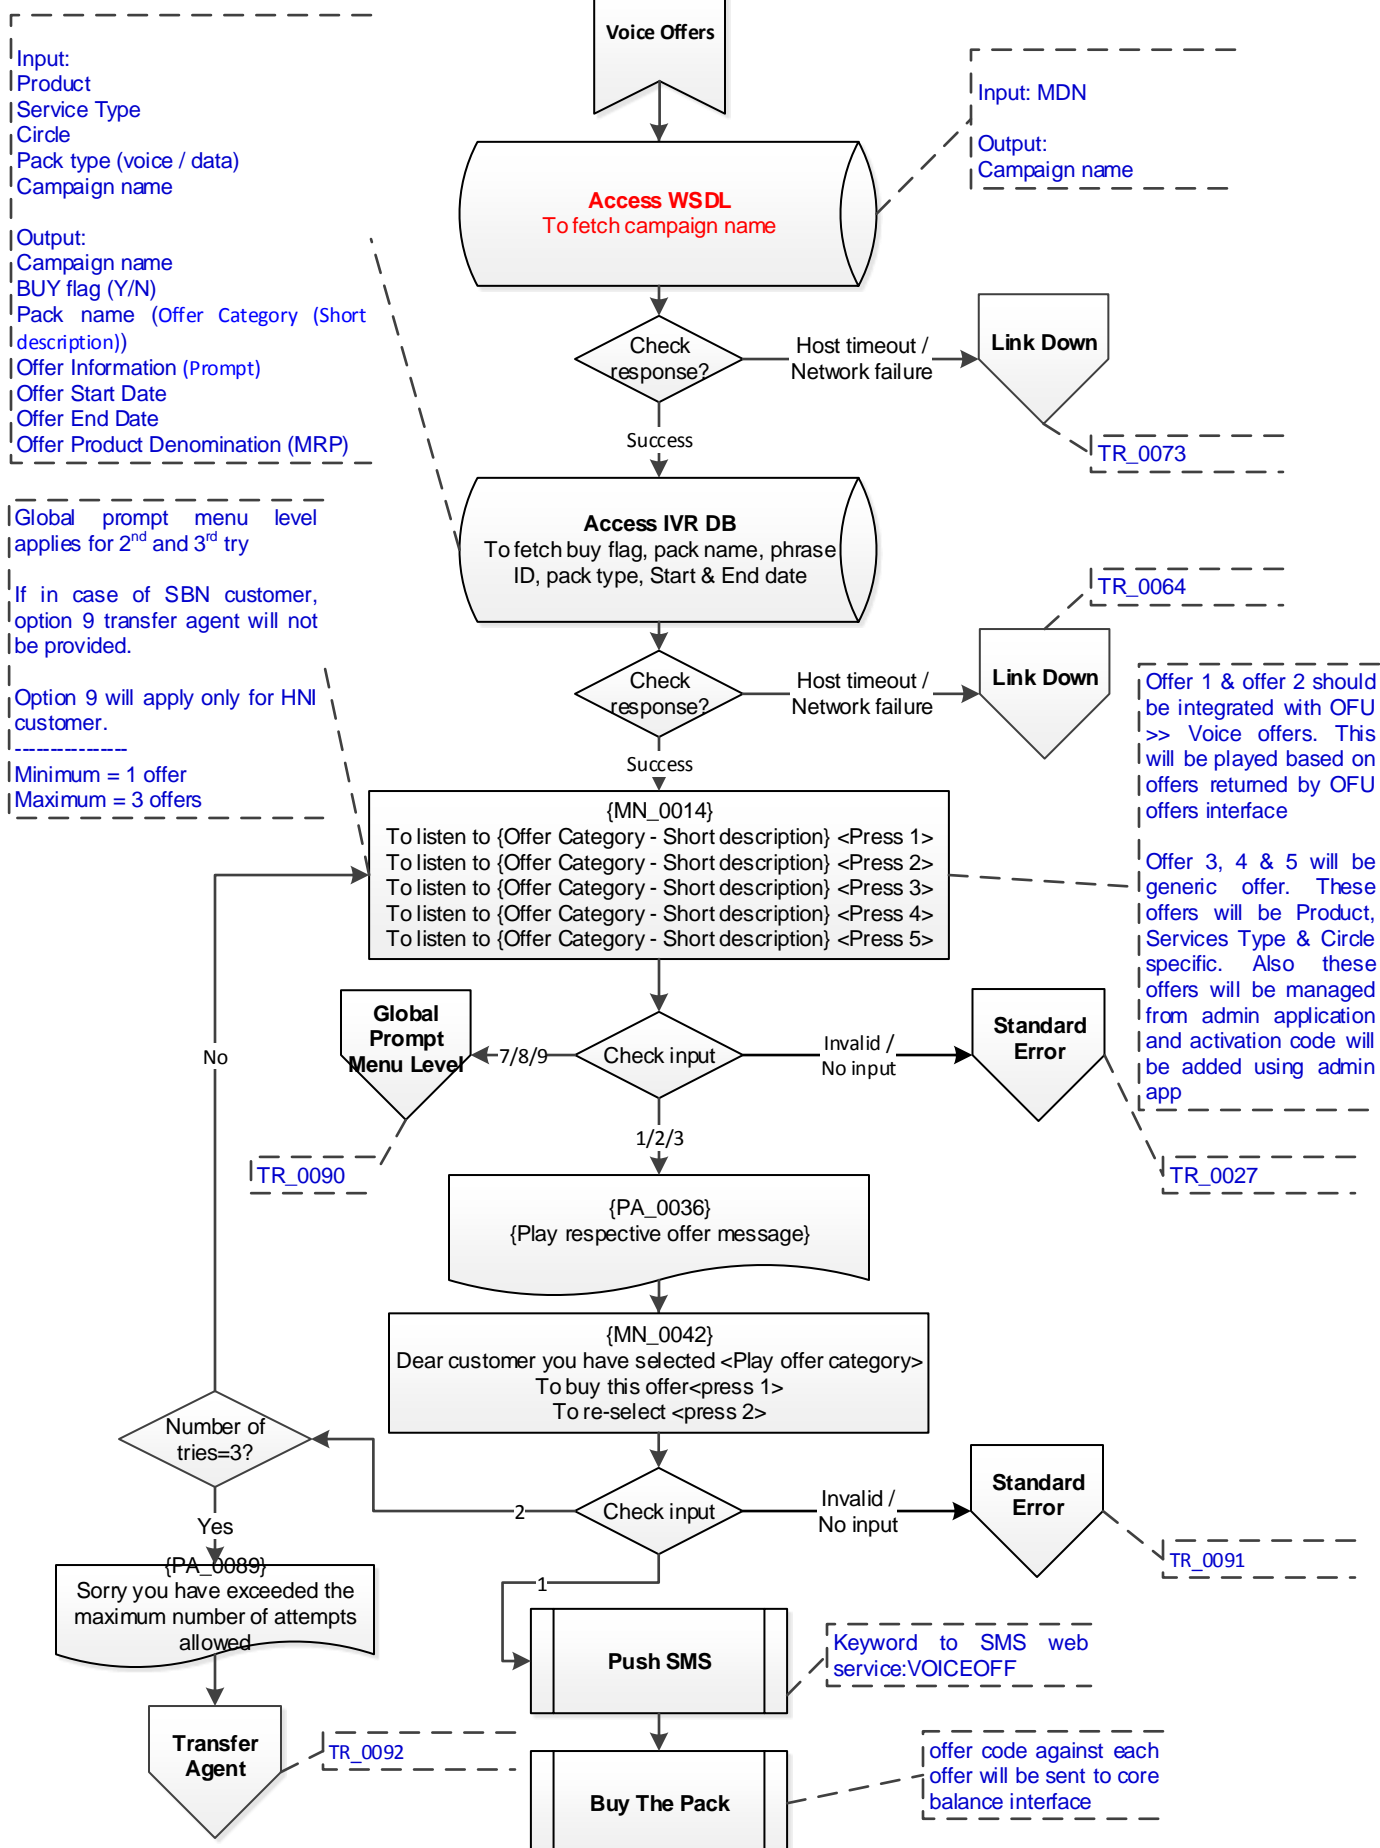 Voice Offers
Input:
Product
Service Type
Circle
Pack type (voice / data)
Campaign name
Output:
Campaign name
BUY flag (Y/N)
Pack name (Offer Category (Short
description))
Offer Information (Prompt)
Offer Start Date
Offer End Date
Offer Product Denomination (MRP)
Input: MDN
Output:
Campaign name
Access WSDL
To fetch campaign name
Check
response?
Host timeout /
Network failure
Link Down
TR_0073
Success
Access IVR DB
To fetch buy flag, pack name, phrase
ID, pack type, Start & End date
Global prompt menu level
applies for 2nd and 3rd try
If in case of SBN customer,
option 9 transfer agent will not
be provided.
Option 9 will apply only for HNI
customer.
----------------
Minimum = 1 offer
Maximum = 3 offers
TR_0064
Check
response?
Host timeout /
Network failure
Link Down
Success
Offer 1 & offer 2 should
be integrated with OFU
>> Voice offers. This
will be played based on
offers returned by OFU
offers interface
Offer 3, 4 & 5 will be
generic offer. These
offers will be Product,
Services Type & Circle
specific. Also these
offers will be managed
from admin application
and activation code will
be added using admin
app
{MN_0014}
To listen to {Offer Category - Short description} <Press 1>
To listen to {Offer Category - Short description} <Press 2>
To listen to {Offer Category - Short description} <Press 3>
To listen to {Offer Category - Short description} <Press 4>
To listen to {Offer Category - Short description} <Press 5>
Global
Prompt
Menu Level
7/8/9
Check input
Invalid /
No input
Standard
Error
No
TR_0090
1/2/3
TR_0027
{PA_0036}
{Play respective offer message}
{MN_0042}
Dear customer you have selected <Play offer category>
To buy this offer<press 1>
To re-select <press 2>
Number of
tries=3?
2
Check input
Invalid /
No input
Standard
Error
TR_0091
Yes
{PA_0089}
Sorry you have exceeded the
maximum number of attempts
allowed
1
Push SMS
Keyword to SMS web
service:VOICEOFF
Transfer
Agent
TR_0092
Buy The Pack
offer code against each
offer will be sent to core
balance interface